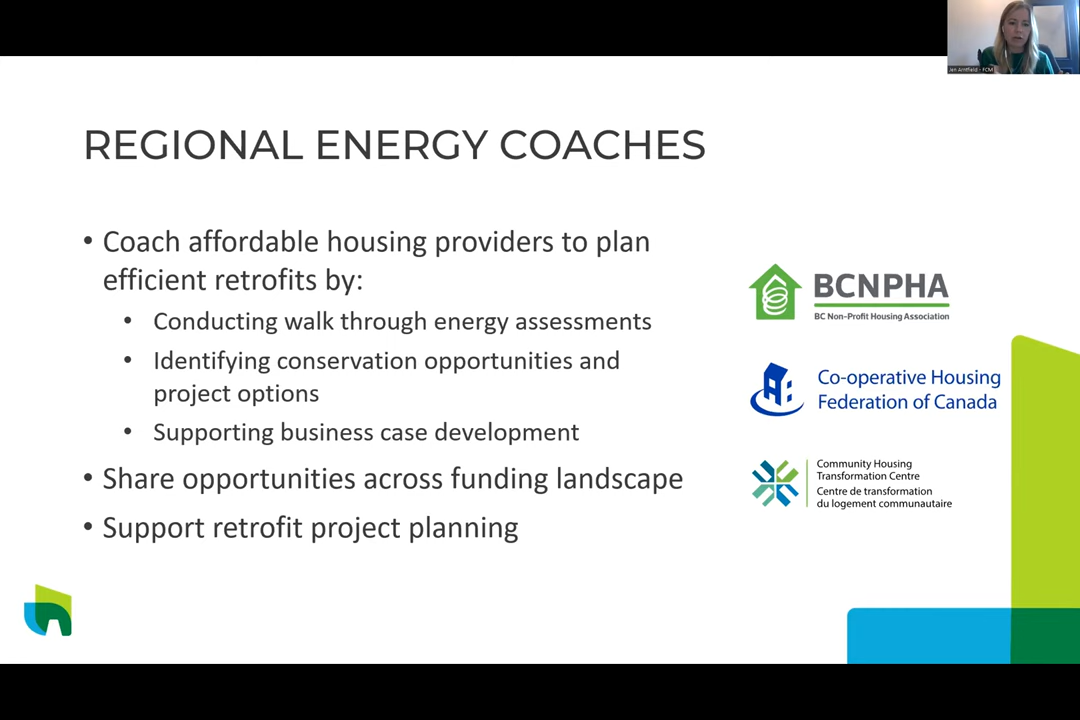 Jen Arntfield - FCM
REGIONAL ENERGY COACHES
• Coach affordable housing providers to plan
efficient retrofits by:
• Conducting walk through energy assessments
• Identifying conservation opportunities and
project options
• Supporting business case development
• Share opportunities across funding landscape
• Support retrofit project planning
BCNPHA
BC Non-Profit Housing Association
Co-operative Housing
Federation of Canada
Community Housing
Transformation Centre
Centre de transformation
du logement communautaire